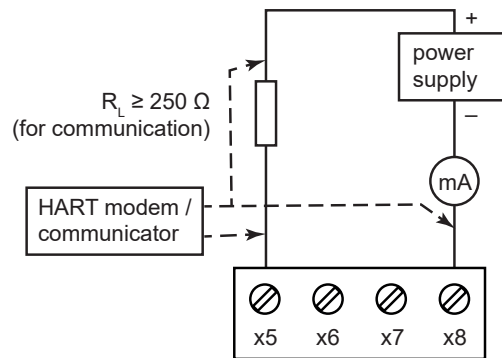 +
power
supply
–
R_L ≥ 250 Ω
(for communication)
mA
HART modem /
communicator
x5 x6 x7 x8